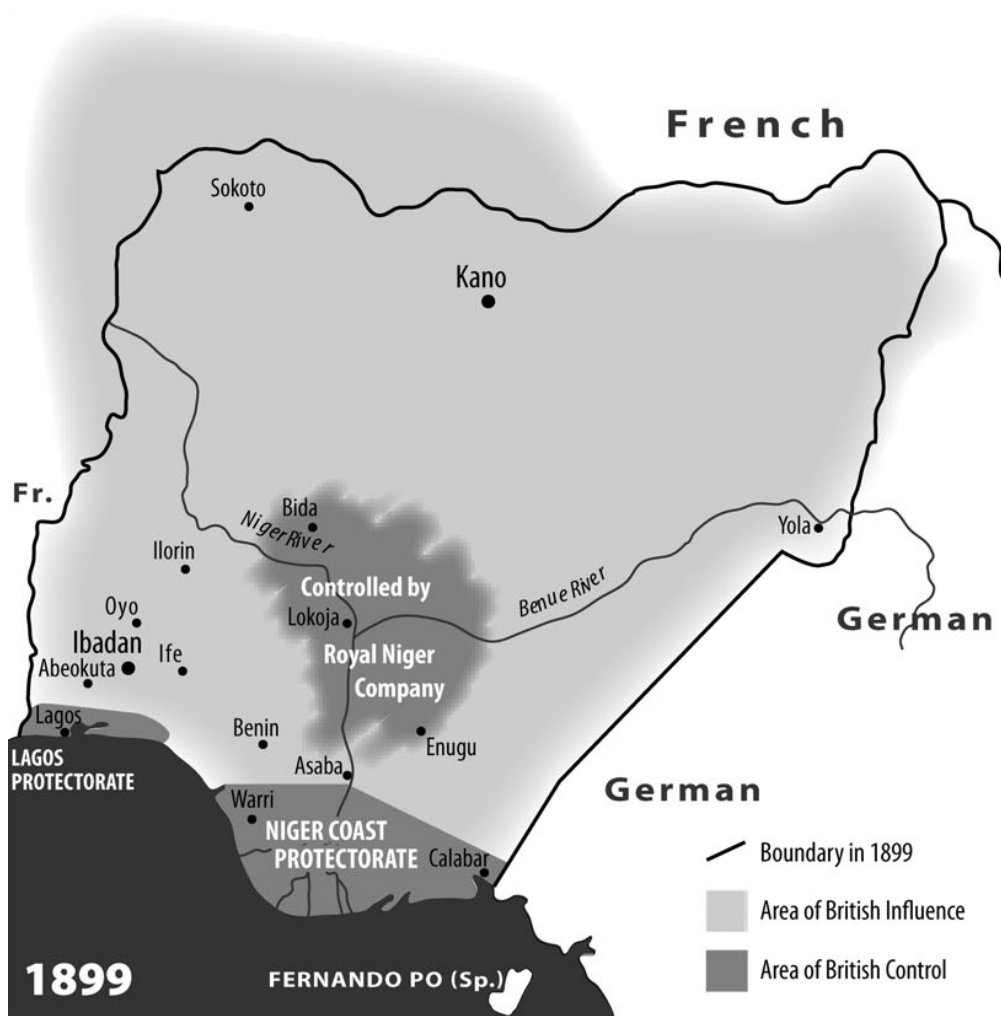 French
Sokoto
Kano
Fr.
Bida
Niger River
Yola
Ilorin
Controlled by
Benue River
Oyo
Lokoja
German
Ibadan
Royal Niger
Abeokuta
Ife
Company
Lagos
Benin
Enugu
LAGOS
PROTECTORATE
Asaba
German
Warri
NIGER COAST
PROTECTORATE
Calabar
Boundary in 1899
Area of British Influence
Area of British Control
1899
FERNANDO PO (Sp.)